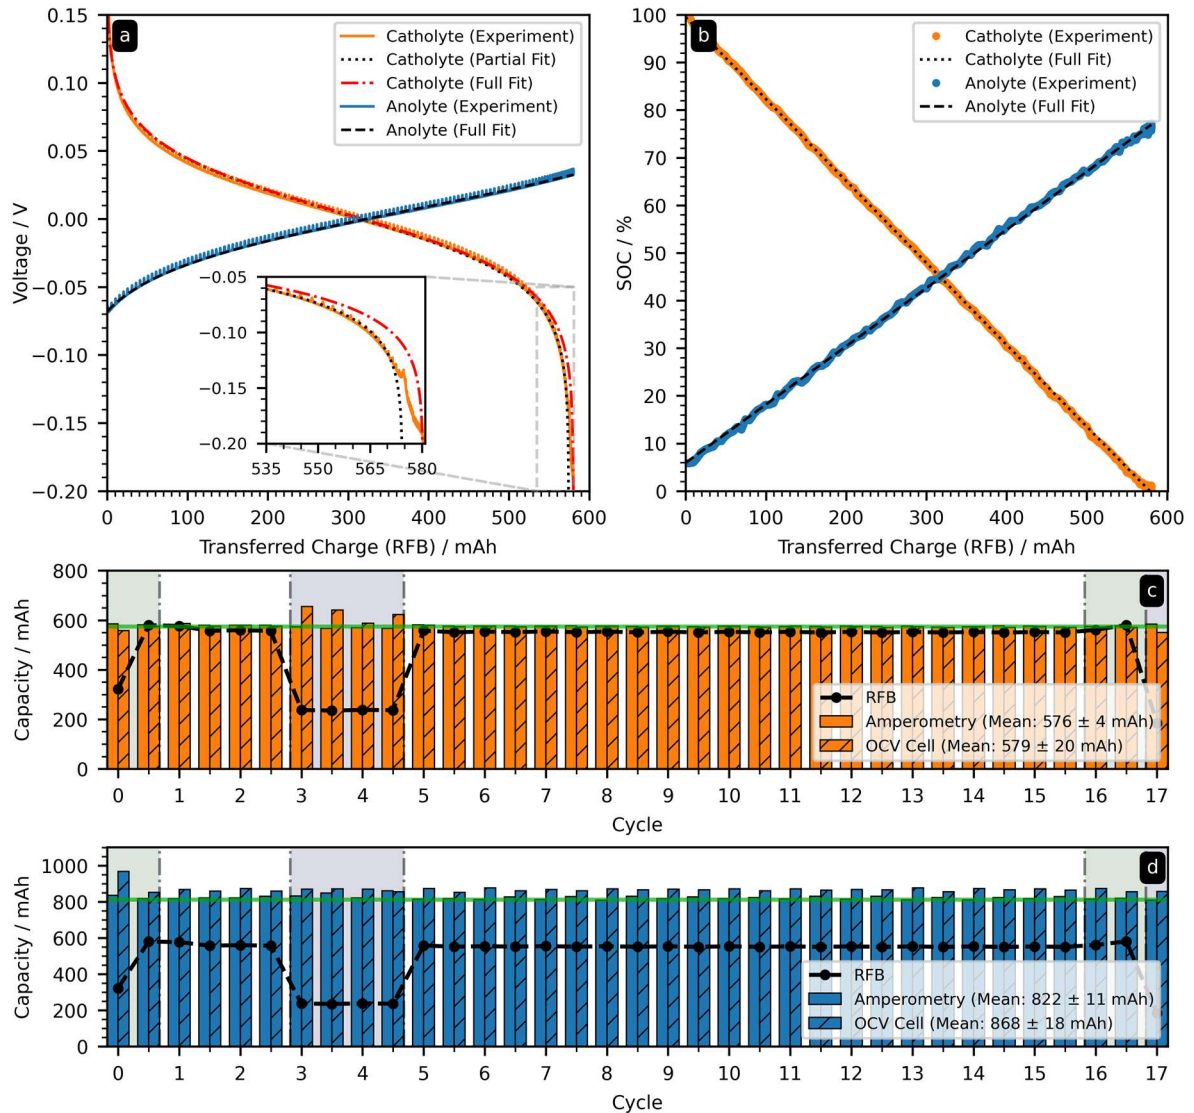 a
Catholyte (Experiment)
Catholyte (Partial Fit)
Catholyte (Full Fit)
Anolyte (Experiment)
Anolyte (Full Fit)
0.15
0.10
0.05
0.00
−0.05
−0.10
−0.15
−0.20
Voltage / V
−0.05
−0.10
−0.15
−0.20
535 550 565 580
0 100 200 300 400 500 600
Transferred Charge (RFB) / mAh
b
Catholyte (Experiment)
Catholyte (Full Fit)
Anolyte (Experiment)
Anolyte (Full Fit)
100
90
80
70
60
50
40
30
20
10
0
SOC / %
0 100 200 300 400 500 600
Transferred Charge (RFB) / mAh
c
800
600
400
200
0
Capacity / mAh
RFB
Amperometry (Mean: 576 ± 4 mAh)
OCV Cell (Mean: 579 ± 20 mAh)
0 1 2 3 4 5 6 7 8 9 10 11 12 13 14 15 16 17
Cycle
d
1000
800
600
400
200
0
Capacity / mAh
RFB
Amperometry (Mean: 822 ± 11 mAh)
OCV Cell (Mean: 868 ± 18 mAh)
0 1 2 3 4 5 6 7 8 9 10 11 12 13 14 15 16 17
Cycle